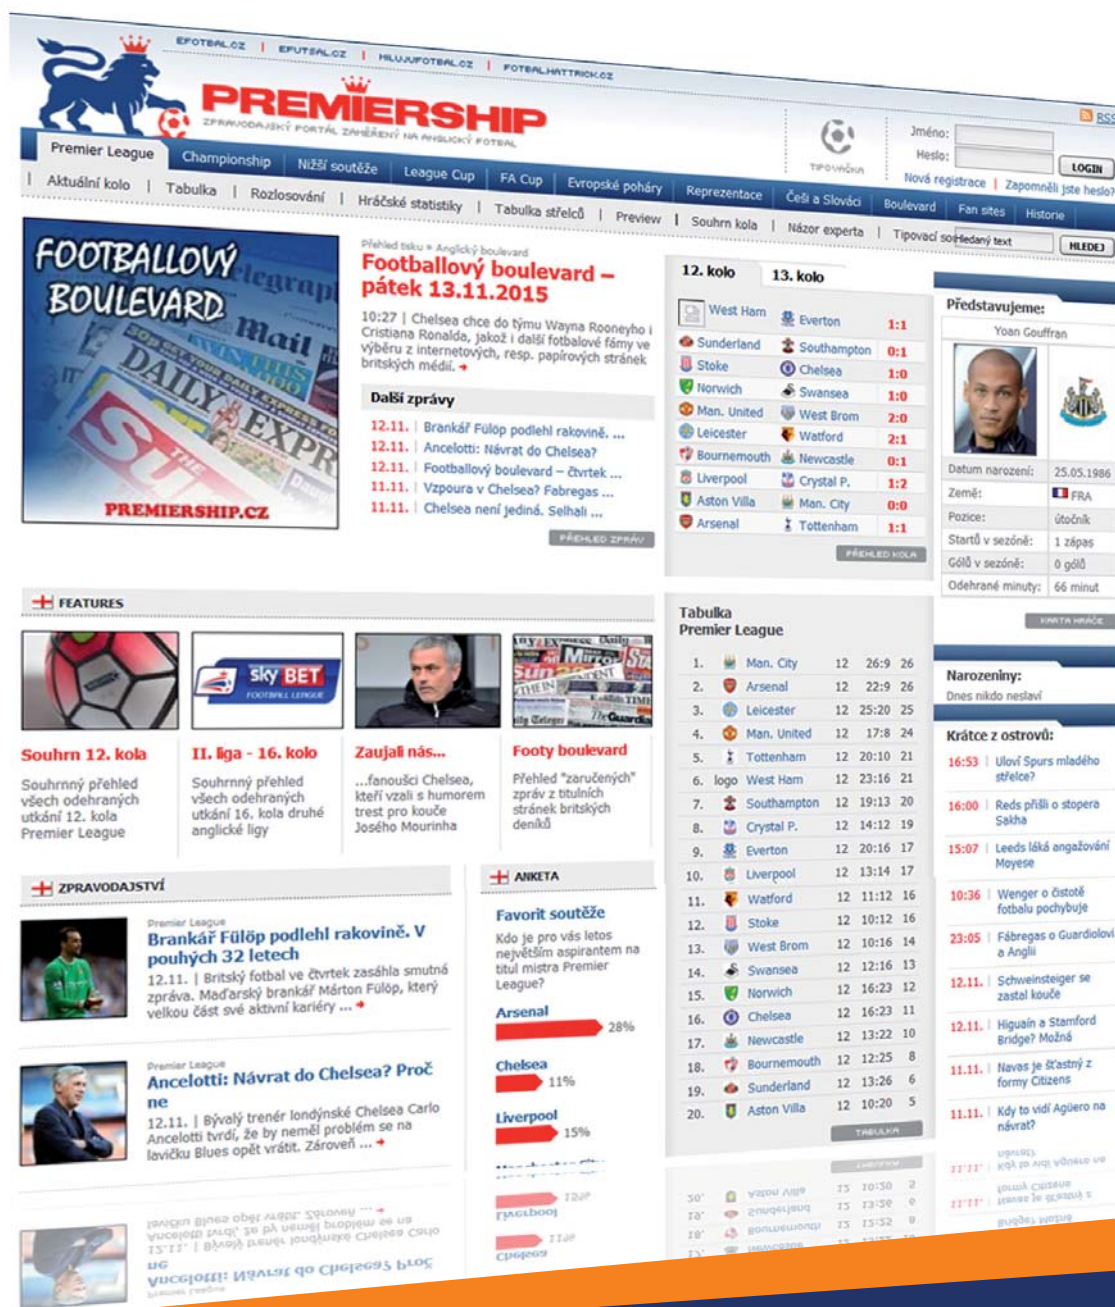 EFOTBAL.CZ | EFUTSAL.CZ | MILUJUFOTBAL.CZ | FOTBALHATTRICK.CZ
PREMIERSHIP
ZPRAVODAJSKÝ PORTÁL ZAMĚŘENÝ NA ANGLICKÝ FOTBAL
TIPOVAČKA
RSS
Jméno:
Heslo:
LOGIN
Nová registrace | Zapomněli jste heslo?
Premier League
Championship
Nižší soutěže
League Cup
FA Cup
Evropské poháry
Reprezentace
Češi a Slováci
Boulevard
Fan sites
Historie
| Aktuální kolo | Tabulka | Rozlosování | Hráčské statistiky | Tabulka střelců | Preview | Souhrn kola | Názor experta | Tipovací
Hledaný text
HLEDEJ
FOOTBALLOVÝ
BOULEVARD
Telegraph
Mail
DAILY EXPRESS
THE
SUN
PREMIERSHIP.CZ
Přehled tisku » Anglický boulevard
Footballový boulevard –
pátek 13.11.2015
10:27 | Chelsea chce do týmu Wayna Rooneyho i
Cristiana Ronalda, jakož i další fotbalové fámy ve
výběru z internetových, resp. papírových stránek
britských médií.
Další zprávy
12.11. | Brankář Fülöp podlehl rakovině. ...
12.11. | Ancelotti: Návrat do Chelsea?
12.11. | Footballový boulevard – čtvrtek ...
11.11. | Vzpoura v Chelsea? Fabregas ...
11.11. | Chelsea není jediná. Selhali ...
PŘEHLED ZPRÁV
12. kolo
13. kolo
West Ham Everton 1:1
Sunderland Southampton 0:1
Stoke Chelsea 1:0
Norwich Swansea 1:0
Man. United West Brom 2:0
Leicester Watford 2:1
Bournemouth Newcastle 0:1
Liverpool Crystal P. 1:2
Aston Villa Man. City 0:0
Arsenal Tottenham 1:1
PŘEHLED KOLA
Představujeme:
Yoan Gouffran
Datum narození: 25.05.1986
Země: FRA
Pozice: útočník
Startů v sezóně: 1 zápas
Gólů v sezóně: 0 gólů
Odehrané minuty: 66 minut
KARTA HRÁČE
FEATURES
sky BET
FOOTBALL LEAGUE
Souhrn 12. kola
Souhrnný přehled
všech odehraných
utkání 12. kola
Premier League
II. liga - 16. kolo
Souhrnný přehled
všech odehraných
utkání 16. kola druhé
anglické ligy
Zaujali nás...
...fanoušci Chelsea,
kteří vzali s humorem
trest pro kouče
Josého Mourinha
Footy boulevard
Přehled "zaručených"
zpráv z titulních
stránek britských
deníků
Tabulka
Premier League
1. Man. City 12 26:9 26
2. Arsenal 12 22:9 26
3. Leicester 12 25:20 25
4. Man. United 12 17:8 24
5. Tottenham 12 20:10 21
6. logo West Ham 12 23:16 21
7. Southampton 12 19:13 20
8. Crystal P. 12 14:12 19
9. Everton 12 20:16 17
10. Liverpool 12 13:14 17
11. Watford 12 11:12 16
12. Stoke 12 10:12 16
13. West Brom 12 10:16 14
14. Swansea 12 12:16 13
15. Norwich 12 16:23 12
16. Chelsea 12 16:23 11
17. Newcastle 12 13:22 10
18. Bournemouth 12 12:25 8
19. Sunderland 12 13:26 6
20. Aston Villa 12 10:20 5
TABULKA
Narozeniny:
Dnes nikdo neslaví
Krátce z ostrovů:
16:53 | Uloví Spurs mladého
střelce?
16:00 | Reds přišli o stopera
Sakha
15:07 | Leeds láká angažování
Moyese
10:36 | Wenger o čistotě
fotbalu pochybuje
23:05 | Fábregas o Guardiolovi
a Anglii
12.11. | Schweinsteiger se
zastal kouče
12.11. | Higuaín a Stamford
Bridge? Možná
11.11. | Navas je šťastný z
formy Citizens
11.11. | Kdy to vidí Agüero na
návrat?
ZPRAVODAJSTVÍ
Premier League
Brankář Fülöp podlehl rakovině. V
pouhých 32 letech
12.11. | Britský fotbal ve čtvrtek zasáhla smutná
zpráva. Maďarský brankář Márton Fülöp, který
velkou část své aktivní kariéry ...
Premier League
Ancelotti: Návrat do Chelsea? Proč
ne
12.11. | Bývalý trenér londýnské Chelsea Carlo
Ancelotti tvrdí, že by neměl problém se na
lavičku Blues opět vrátit. Zároveň ...
ANKETA
Favorit soutěže
Kdo je pro vás letos
největším aspirantem na
titul mistra Premier
League?
Arsenal
28%
Chelsea
11%
Liverpool
15%